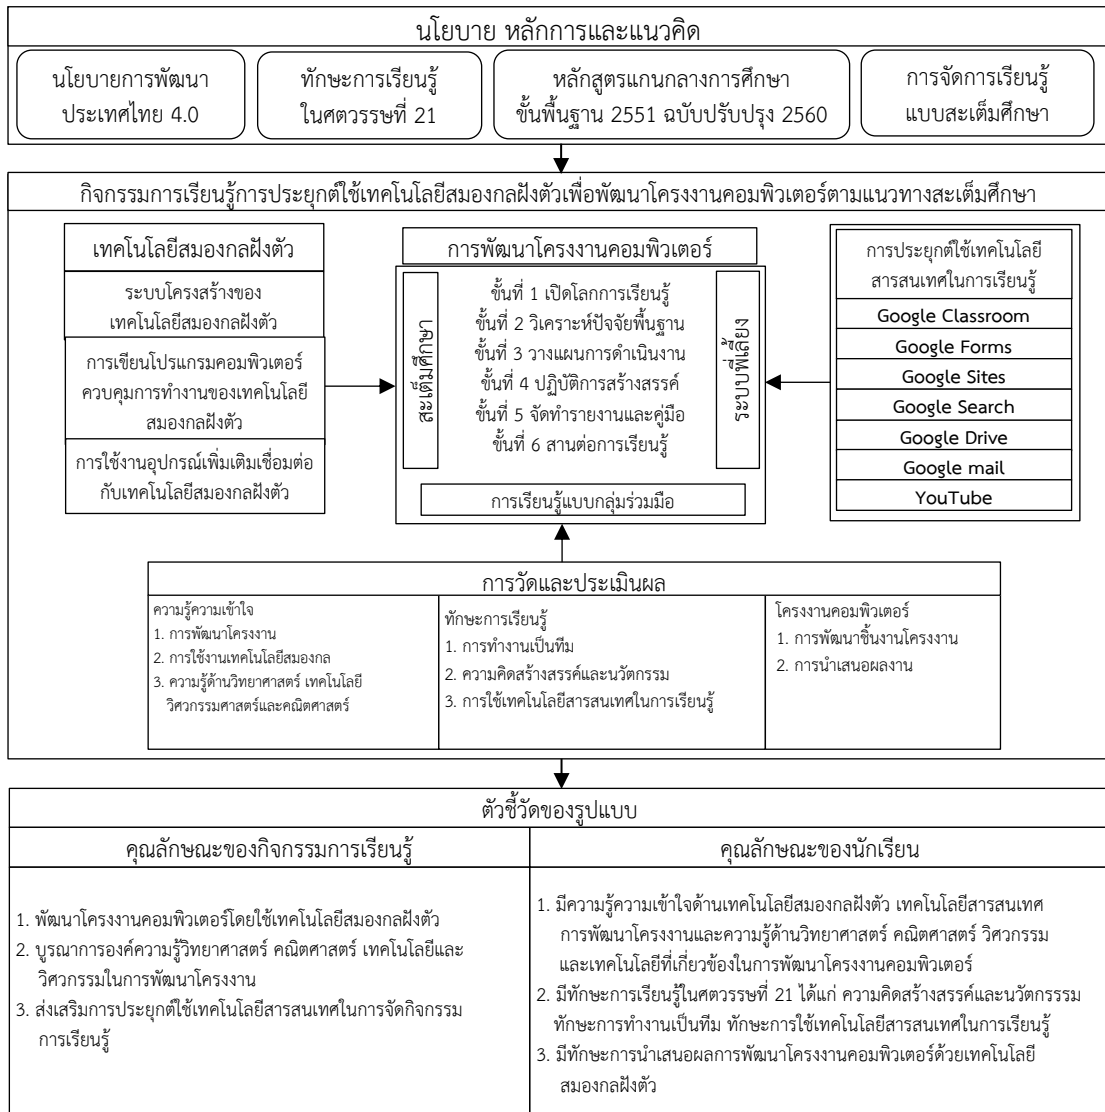 นโยบาย หลักการและแนวคิด
นโยบายการพัฒนา
ประเทศไทย 4.0
ทักษะการเรียนรู้
ในศตวรรษที่ 21
หลักสูตรแกนกลางการศึกษา
ขั้นพื้นฐาน 2551 ฉบับปรับปรุง 2560
การจัดการเรียนรู้
แบบสะเต็มศึกษา
กิจกรรมการเรียนรู้การประยุกต์ใช้เทคโนโลยีสมองกลฝังตัวเพื่อพัฒนาโครงงานคอมพิวเตอร์ตามแนวทางสะเต็มศึกษา
เทคโนโลยีสมองกลฝังตัว
ระบบโครงสร้างของ
เทคโนโลยีสมองกลฝังตัว
การเขียนโปรแกรมคอมพิวเตอร์
ควบคุมการทำงานของเทคโนโลยี
สมองกลฝังตัว
การใช้งานอุปกรณ์เพิ่มเติมเชื่อมต่อ
กับเทคโนโลยีสมองกลฝังตัว
การพัฒนาโครงงานคอมพิวเตอร์
สะเต็มศึกษา
ขั้นที่ 1 เปิดโลกการเรียนรู้
ขั้นที่ 2 วิเคราะห์ปัจจัยพื้นฐาน
ขั้นที่ 3 วางแผนการดำเนินงาน
ขั้นที่ 4 ปฏิบัติการสร้างสรรค์
ขั้นที่ 5 จัดทำรายงานและคู่มือ
ขั้นที่ 6 สานต่อการเรียนรู้
ระบบพี่เลี้ยง
การเรียนรู้แบบกลุ่มร่วมมือ
การประยุกต์ใช้เทคโนโลยี
สารสนเทศในการเรียนรู้
Google Classroom
Google Forms
Google Sites
Google Search
Google Drive
Google mail
YouTube
การวัดและประเมินผล
ความรู้ความเข้าใจ
1. การพัฒนาโครงงาน
2. การใช้งานเทคโนโลยีสมองกล
3. ความรู้ด้านวิทยาศาสตร์ เทคโนโลยี
วิศวกรรมศาสตร์และคณิตศาสตร์
ทักษะการเรียนรู้
1. การทำงานเป็นทีม
2. ความคิดสร้างสรรค์และนวัตกรรม
3. การใช้เทคโนโลยีสารสนเทศในการเรียนรู้
โครงงานคอมพิวเตอร์
1. การพัฒนาชิ้นงานโครงงาน
2. การนำเสนอผลงาน
ตัวชี้วัดของรูปแบบ
คุณลักษณะของกิจกรรมการเรียนรู้
1. พัฒนาโครงงานคอมพิวเตอร์โดยใช้เทคโนโลยีสมองกลฝังตัว
2. บูรณาการองค์ความรู้วิทยาศาสตร์ คณิตศาสตร์ เทคโนโลยีและ
วิศวกรรมในการพัฒนาโครงงาน
3. ส่งเสริมการประยุกต์ใช้เทคโนโลยีสารสนเทศในการจัดกิจกรรม
การเรียนรู้
คุณลักษณะของนักเรียน
1. มีความรู้ความเข้าใจด้านเทคโนโลยีสมองกลฝังตัว เทคโนโลยีสารสนเทศ
การพัฒนาโครงงานและความรู้ด้านวิทยาศาสตร์ คณิตศาสตร์ วิศวกรรม
และเทคโนโลยีที่เกี่ยวข้องในการพัฒนาโครงงานคอมพิวเตอร์
2. มีทักษะการเรียนรู้ในศตวรรษที่ 21 ได้แก่ ความคิดสร้างสรรค์และนวัตกรรรม
ทักษะการทำงานเป็นทีม ทักษะการใช้เทคโนโลยีสารสนเทศในการเรียนรู้
3. มีทักษะการนำเสนอผลการพัฒนาโครงงานคอมพิวเตอร์ด้วยเทคโนโลยี
สมองกลฝังตัว